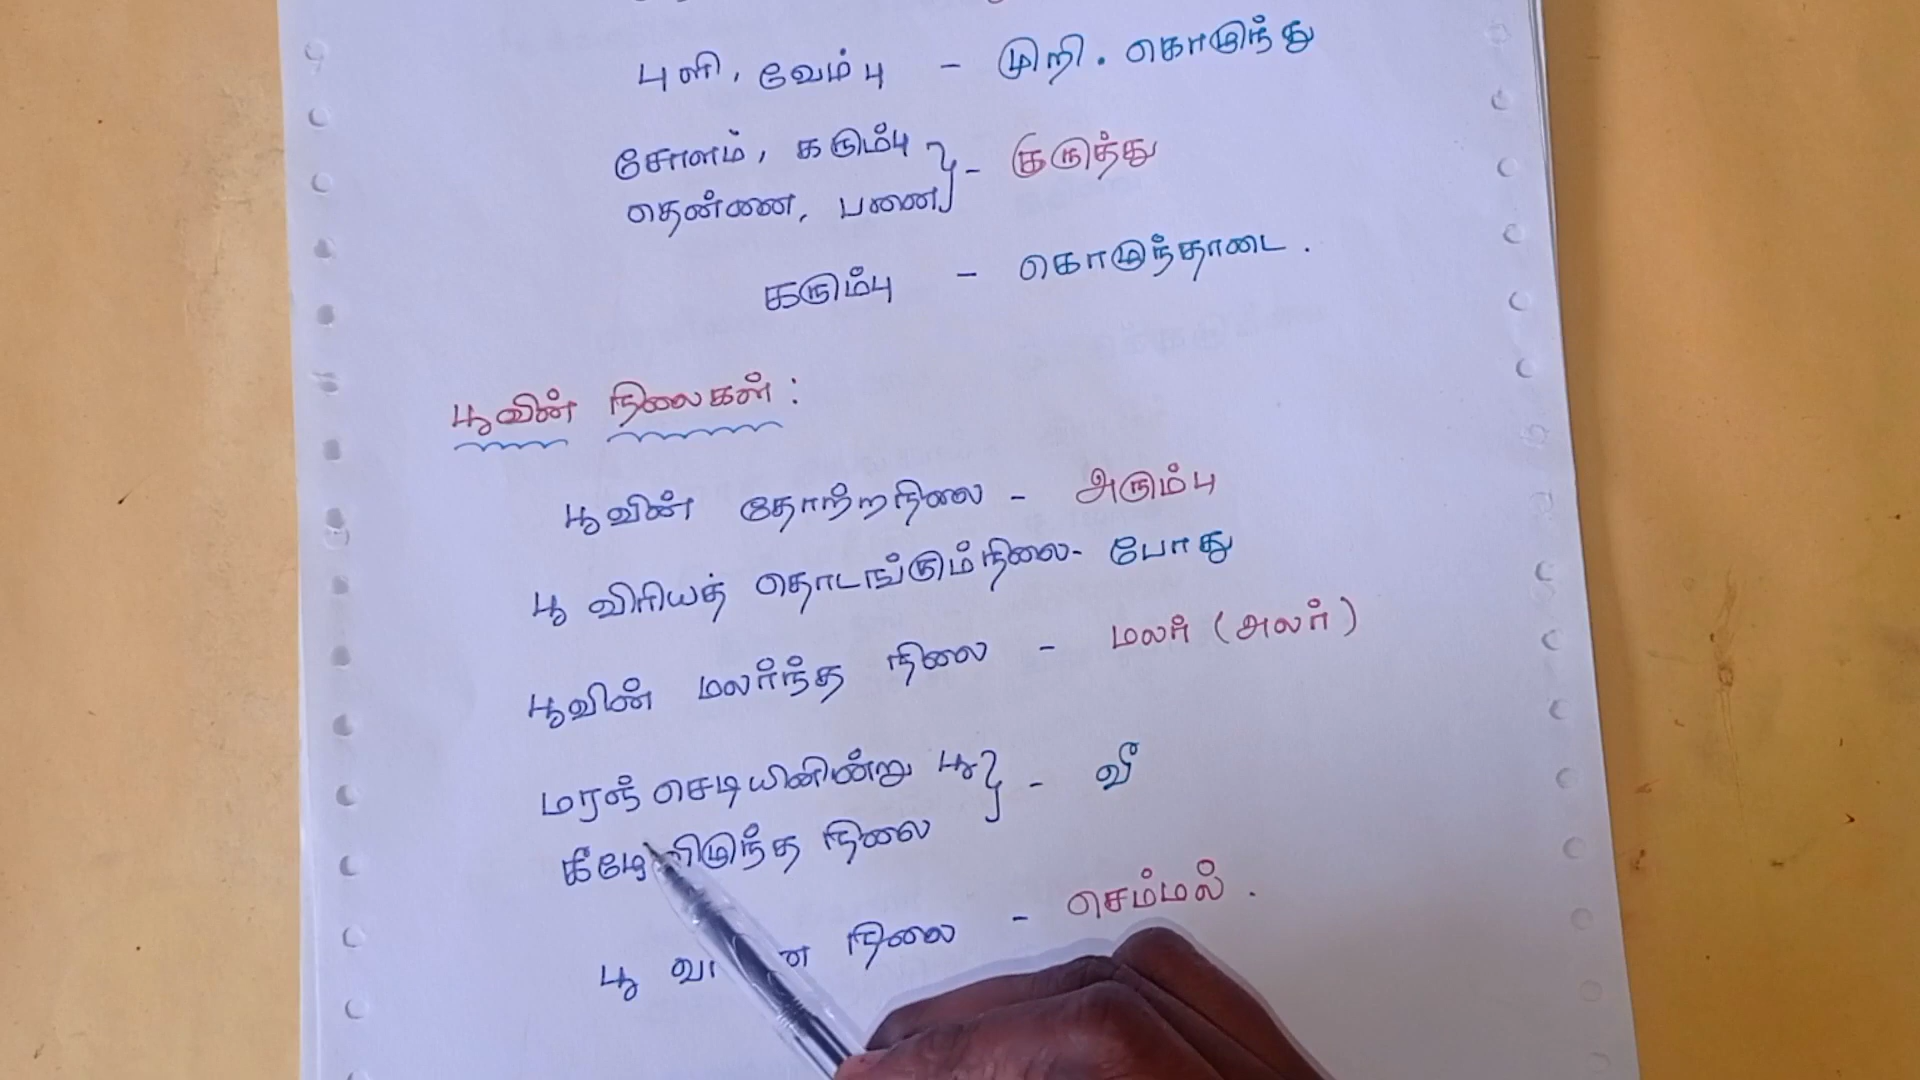 புளி, வேம்பு - முறி. கொழுந்து
சோளம், கரும்பு
தென்னை, பனை - குருத்து
கரும்பு - கொழுந்தாடை.
பூவின் நிலைகள்:
பூவின் தோற்றநிலை - அரும்பு
பூ விரியத் தொடங்கும்நிலை- போது
பூவின் மலர்ந்த நிலை - மலர் (அலர்)
மரஞ் செடியினின்று பூ
கீழே விழுந்த நிலை - வீ
பூ நிலை - செம்மல்.